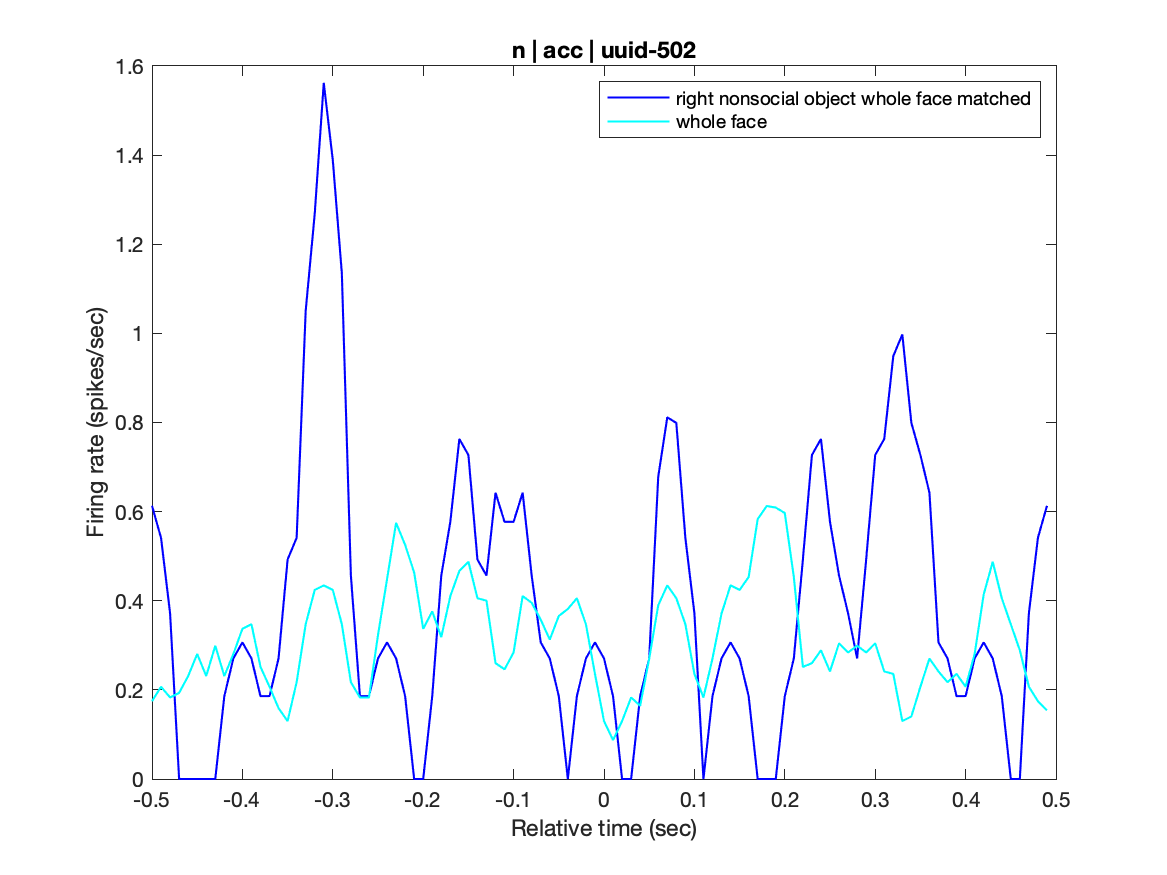 n | acc | uuid-502
1.6
1.4
1.2
1
0.8
0.6
0.4
0.2
0
Firing rate (spikes/sec)
right nonsocial object whole face matched
whole face
-0.5 -0.4 -0.3 -0.2 -0.1 0 0.1 0.2 0.3 0.4 0.5
Relative time (sec)